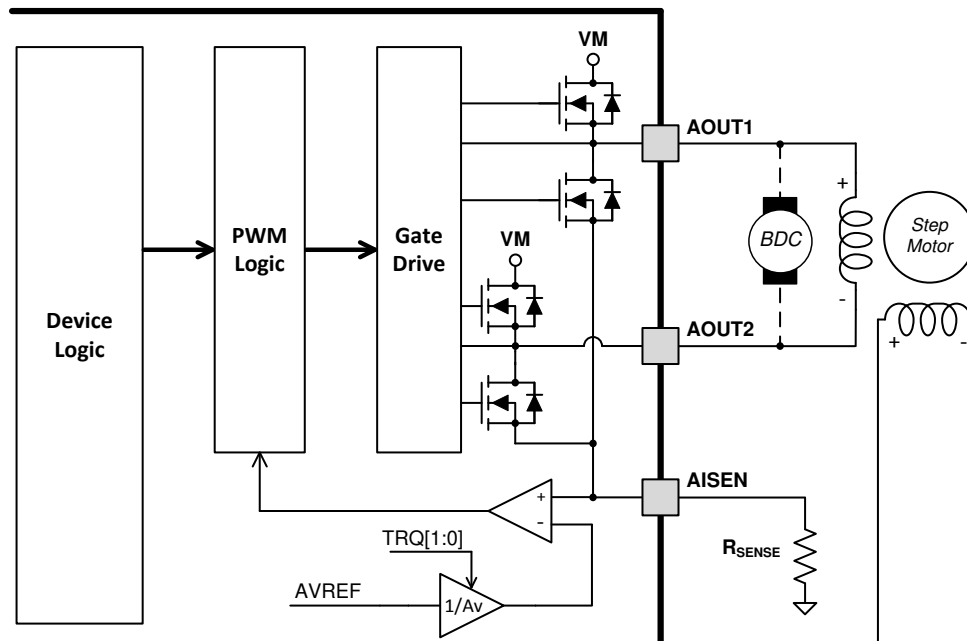 VM
AOUT1
Device
Logic
PWM
Logic
Gate
Drive
VM
BDC
+
-
Step
Motor
+
-
AOUT2
AISEN
+
-
TRQ[1:0]
AVREF
1/Av
RSENSE